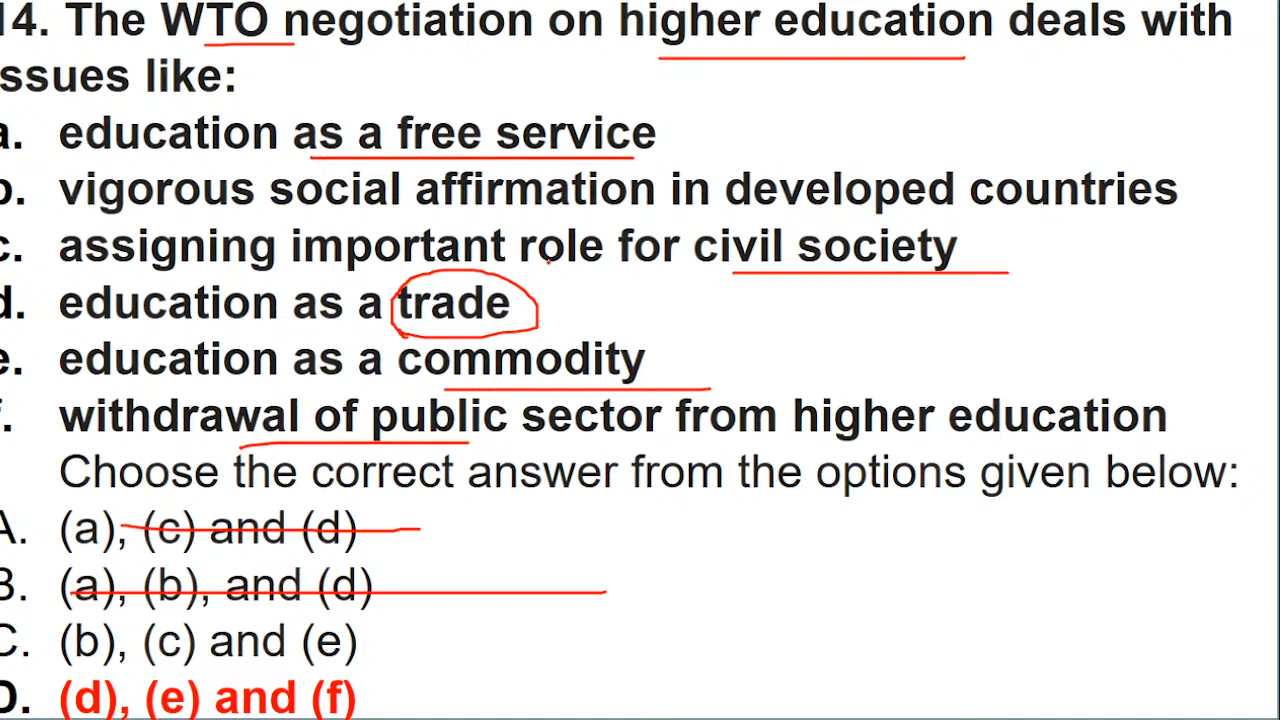 14. The WTO negotiation on higher education deals with
issues like:
a. education as a free service
b. vigorous social affirmation in developed countries
c. assigning important role for civil society
d. education as a trade
e. education as a commodity
f. withdrawal of public sector from higher education
Choose the correct answer from the options given below:
A. (a), (c) and (d)
B. (a), (b), and (d)
C. (b), (c) and (e)
D. (d), (e) and (f)